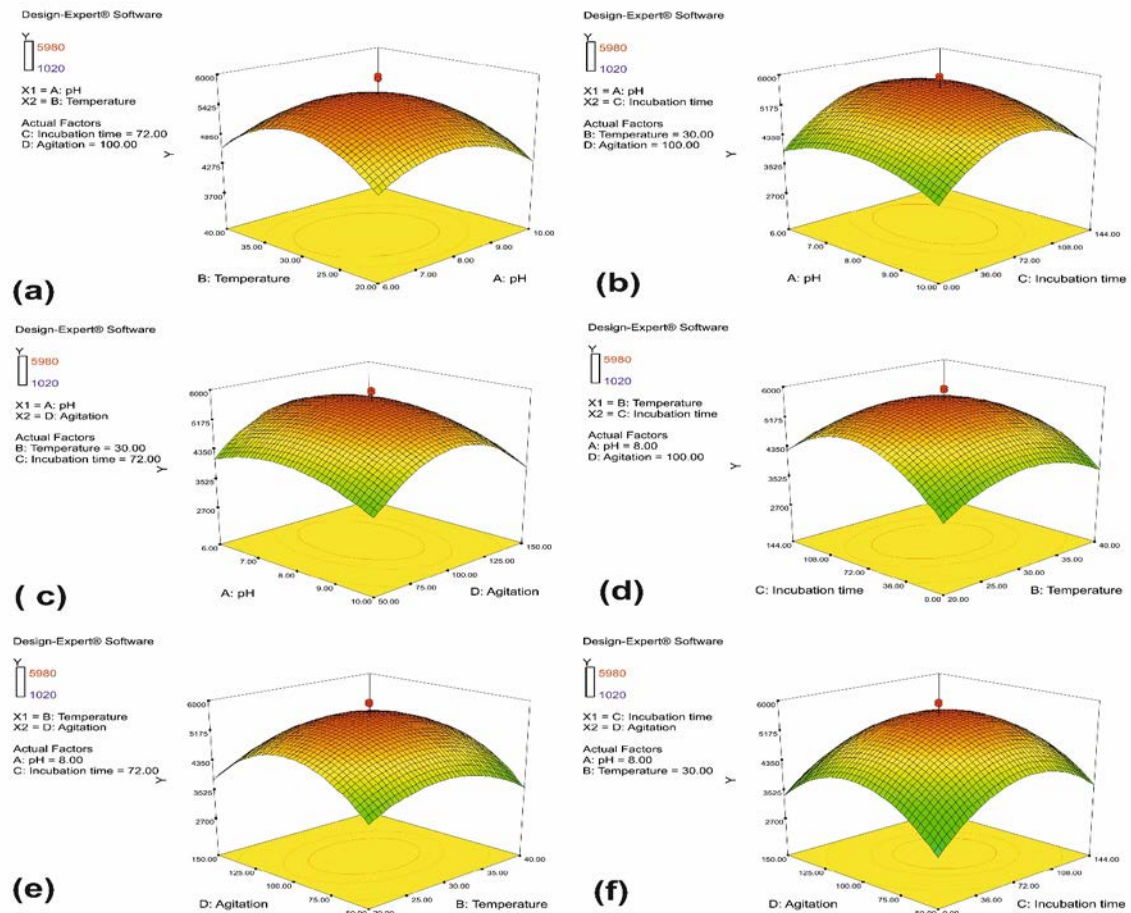 Design-Expert® Software
Y
5980
1020
X1 = A: pH
X2 = B: Temperature
Actual Factors
C: Incubation time = 72.00
D: Agitation = 100.00
6000
5425
4850
4275
3700
Y
40.00
35.00
30.00
25.00
20.00
6.00
7.00
8.00
9.00
10.00
B: Temperature
A: pH
(a)
Design-Expert® Software
Y
5980
1020
X1 = A: pH
X2 = C: Incubation time
Actual Factors
B: Temperature = 30.00
D: Agitation = 100.00
6000
5175
4350
3525
2700
Y
6.00
7.00
8.00
9.00
10.00
0.00
36.00
72.00
108.00
144.00
A: pH
C: Incubation time
(b)
Design-Expert® Software
Y
5980
1020
X1 = A: pH
X2 = D: Agitation
Actual Factors
B: Temperature = 30.00
C: Incubation time = 72.00
6000
5175
4350
3525
2700
Y
6.00
7.00
8.00
9.00
10.00
50.00
75.00
100.00
125.00
150.00
A: pH
D: Agitation
( c)
Design-Expert® Software
Y
5980
1020
X1 = B: Temperature
X2 = C: Incubation time
Actual Factors
A: pH = 8.00
D: Agitation = 100.00
6000
5175
4350
3525
2700
Y
144.00
108.00
72.00
36.00
0.00
20.00
25.00
30.00
35.00
40.00
C: Incubation time
B: Temperature
(d)
Design-Expert® Software
Y
5980
1020
X1 = B: Temperature
X2 = D: Agitation
Actual Factors
A: pH = 8.00
C: Incubation time = 72.00
6000
5175
4350
3525
2700
Y
150.00
125.00
100.00
75.00
25.00
30.00
35.00
40.00
D: Agitation
B: Temperature
(e)
Design-Expert® Software
Y
5980
1020
X1 = C: Incubation time
X2 = D: Agitation
Actual Factors
A: pH = 8.00
B: Temperature = 30.00
6000
5175
4350
3525
2700
Y
150.00
125.00
100.00
75.00
36.00
72.00
108.00
144.00
D: Agitation
C: Incubation time
(f)